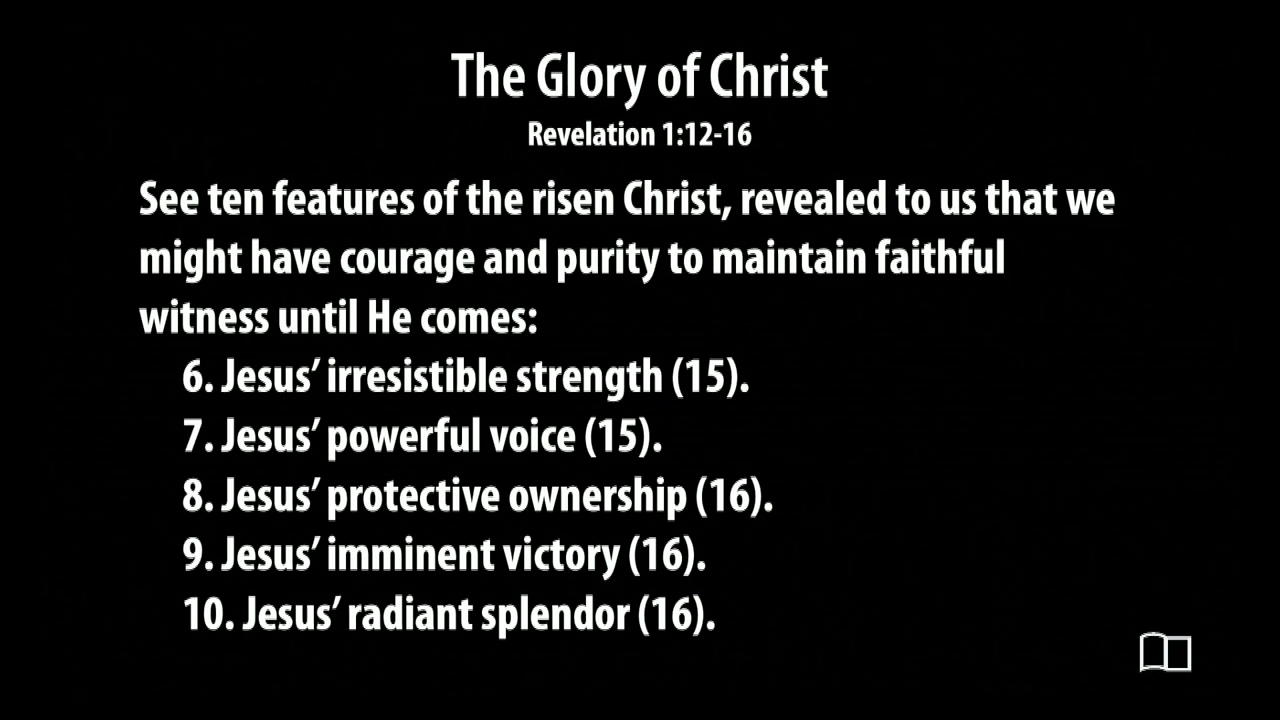 The Glory of Christ
Revelation 1:12-16
See ten features of the risen Christ, revealed to us that we
might have courage and purity to maintain faithful
witness until He comes:
6. Jesus’ irresistible strength (15).
7. Jesus’ powerful voice (15).
8. Jesus’ protective ownership (16).
9. Jesus’ imminent victory (16).
10. Jesus’ radiant splendor (16).